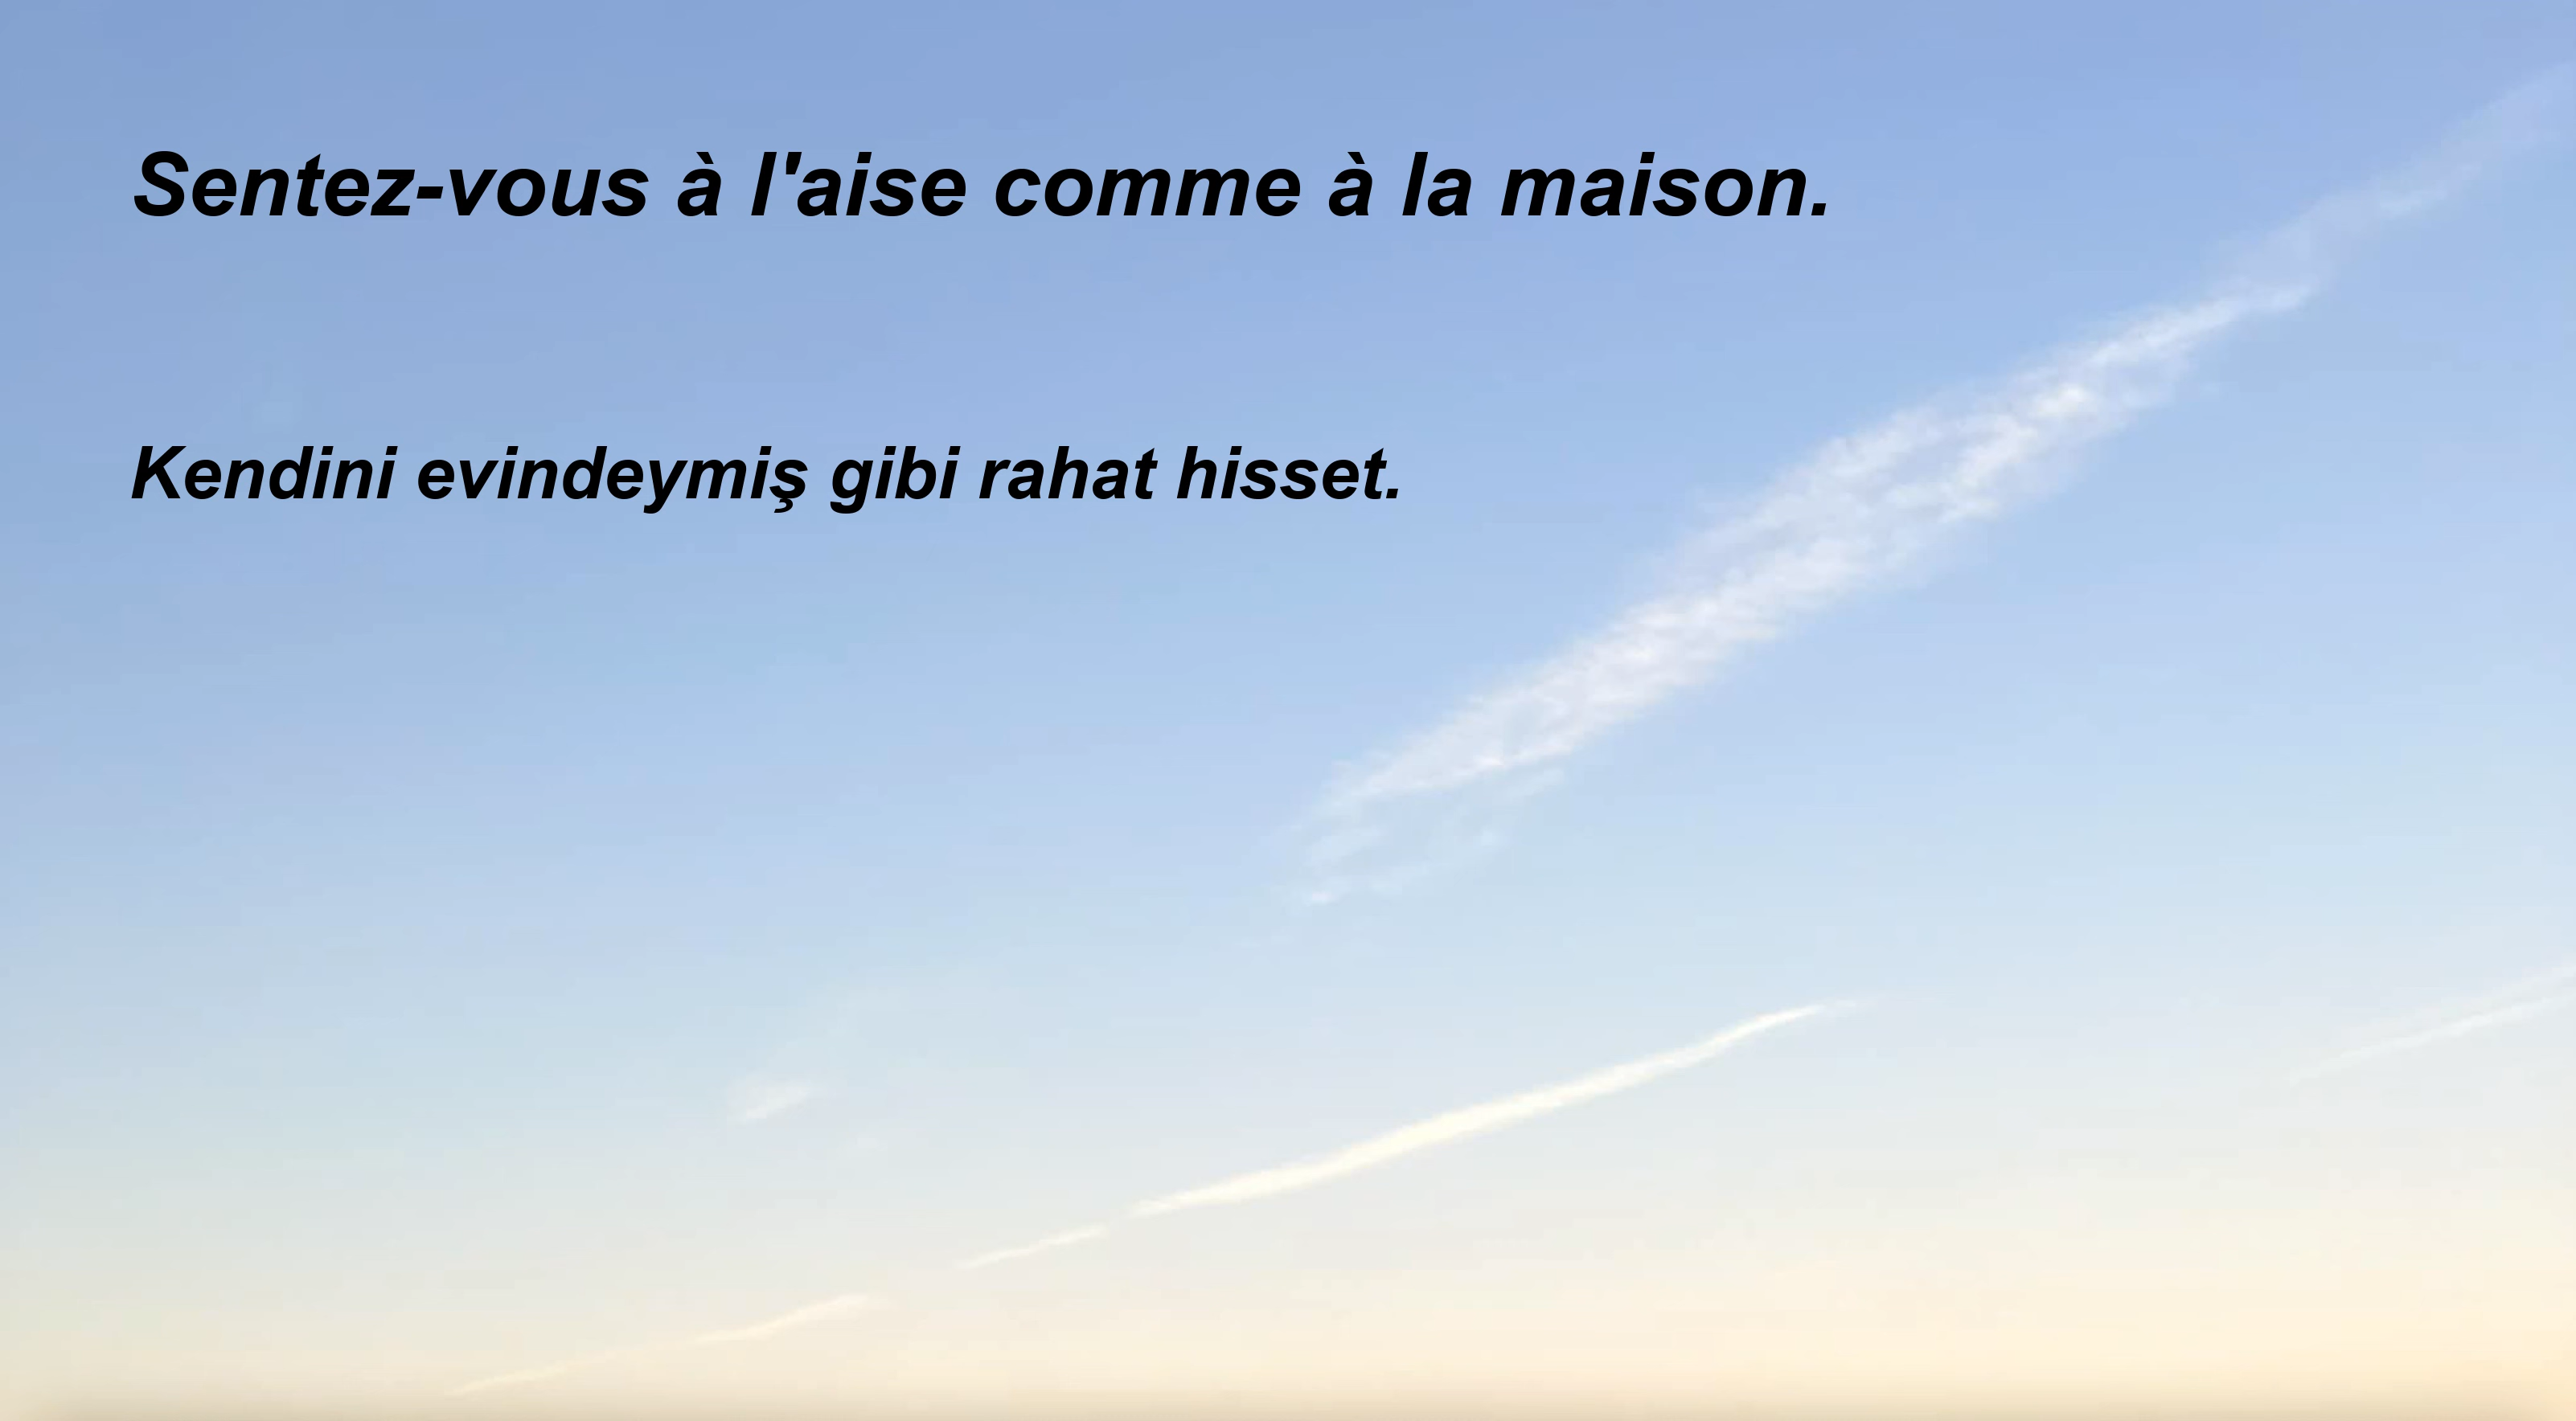 Sentez-vous à l'aise comme à la maison.
Kendini evindeymiş gibi rahat hisset.